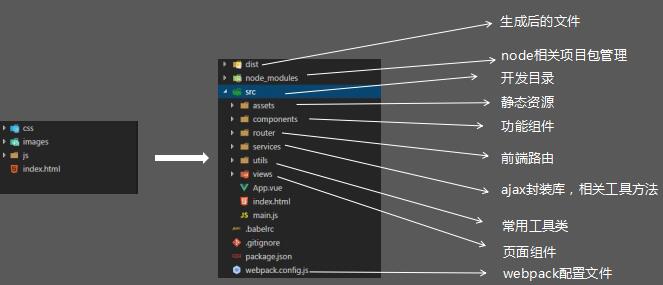 css
images
js
index.html
dist
node_modules
src
assets
components
router
services
utils
views
App.vue
index.html
main.js
.babelrc
.gitignore
package.json
webpack.config.js
生成后的文件
node相关项目包管理
开发目录
静态资源
功能组件
前端路由
ajax封装库，相关工具方法
常用工具类
页面组件
webpack配置文件